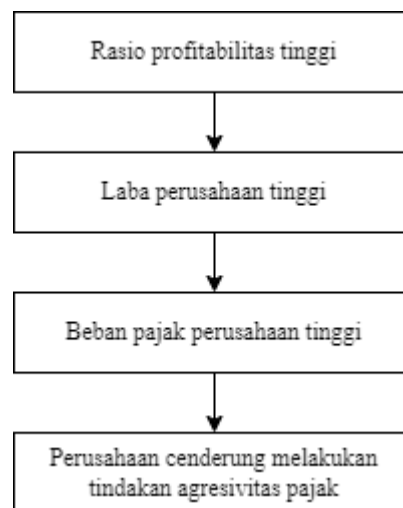 Rasio profitabilitas tinggi
Laba perusahaan tinggi
Beban pajak perusahaan tinggi
Perusahaan cenderung melakukan
tindakan agresivitas pajak